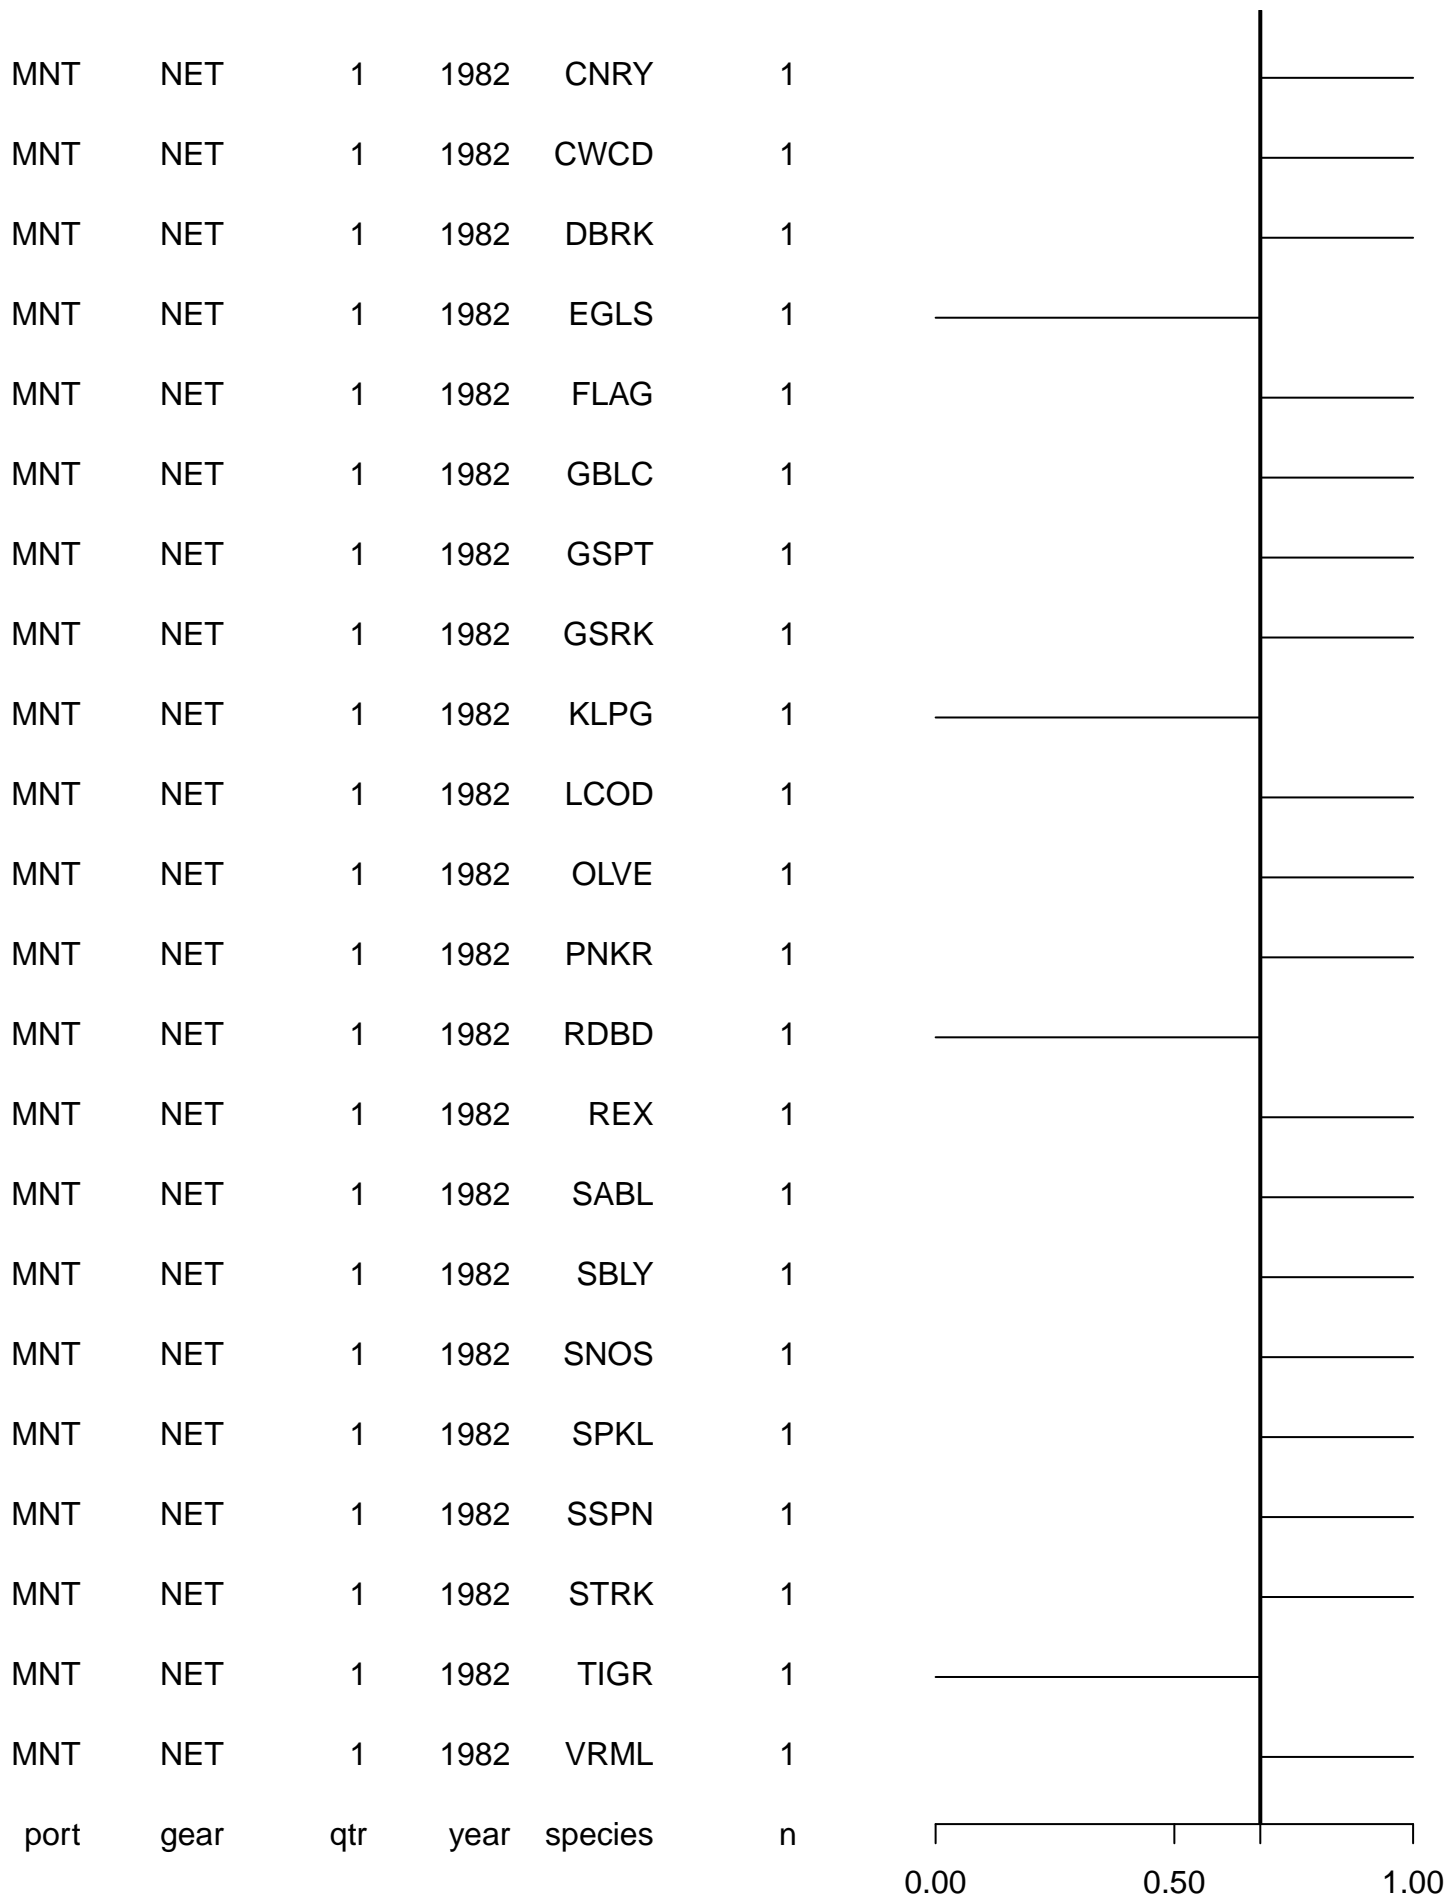 MNT NET 1 1982 CNRY 1
MNT NET 1 1982 CWCD 1
MNT NET 1 1982 DBRK 1
MNT NET 1 1982 EGLS 1
MNT NET 1 1982 FLAG 1
MNT NET 1 1982 GBLC 1
MNT NET 1 1982 GSPT 1
MNT NET 1 1982 GSRK 1
MNT NET 1 1982 KLPG 1
MNT NET 1 1982 LCOD 1
MNT NET 1 1982 OLVE 1
MNT NET 1 1982 PNKR 1
MNT NET 1 1982 RDBD 1
MNT NET 1 1982 REX 1
MNT NET 1 1982 SABL 1
MNT NET 1 1982 SBLY 1
MNT NET 1 1982 SNOS 1
MNT NET 1 1982 SPKL 1
MNT NET 1 1982 SSPN 1
MNT NET 1 1982 STRK 1
MNT NET 1 1982 TIGR 1
MNT NET 1 1982 VRML 1
port gear qtr year species n
0.00 0.50 1.00